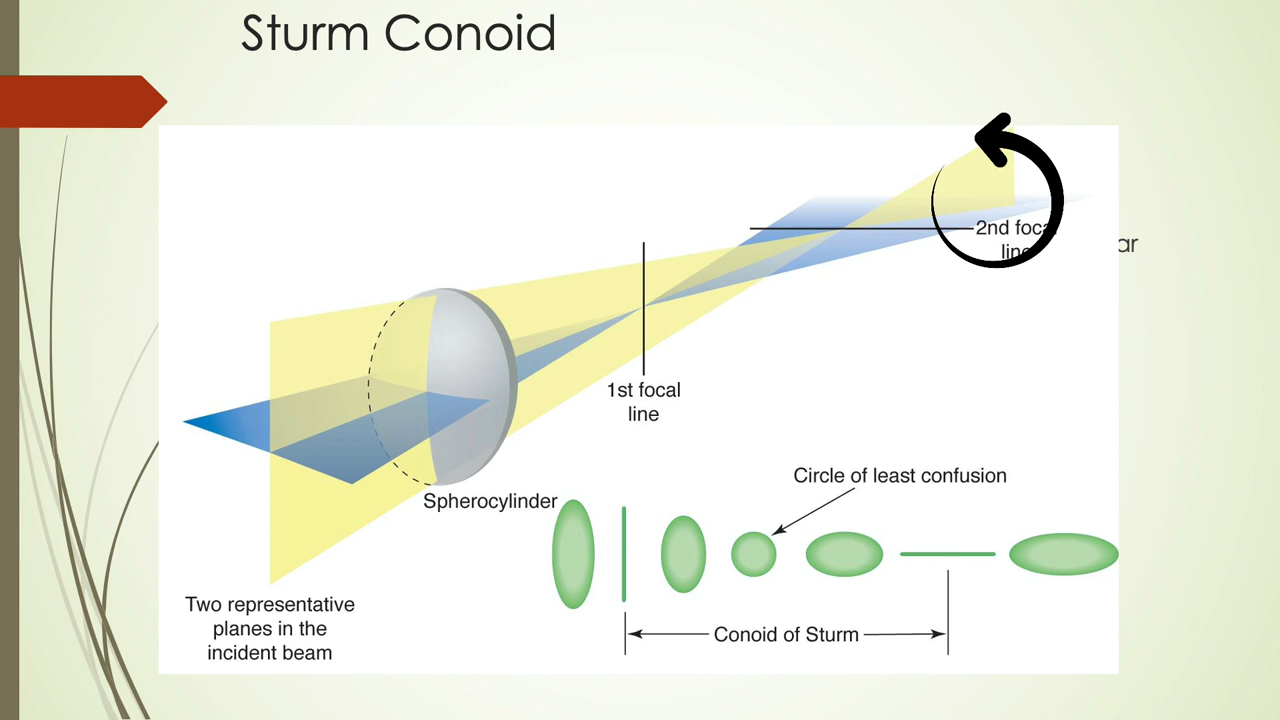 Sturm Conoid
2nd focal
line
ar
1st focal
line
Circle of least confusion
Spherocylinder
Two representative
planes in the
incident beam
Conoid of Sturm